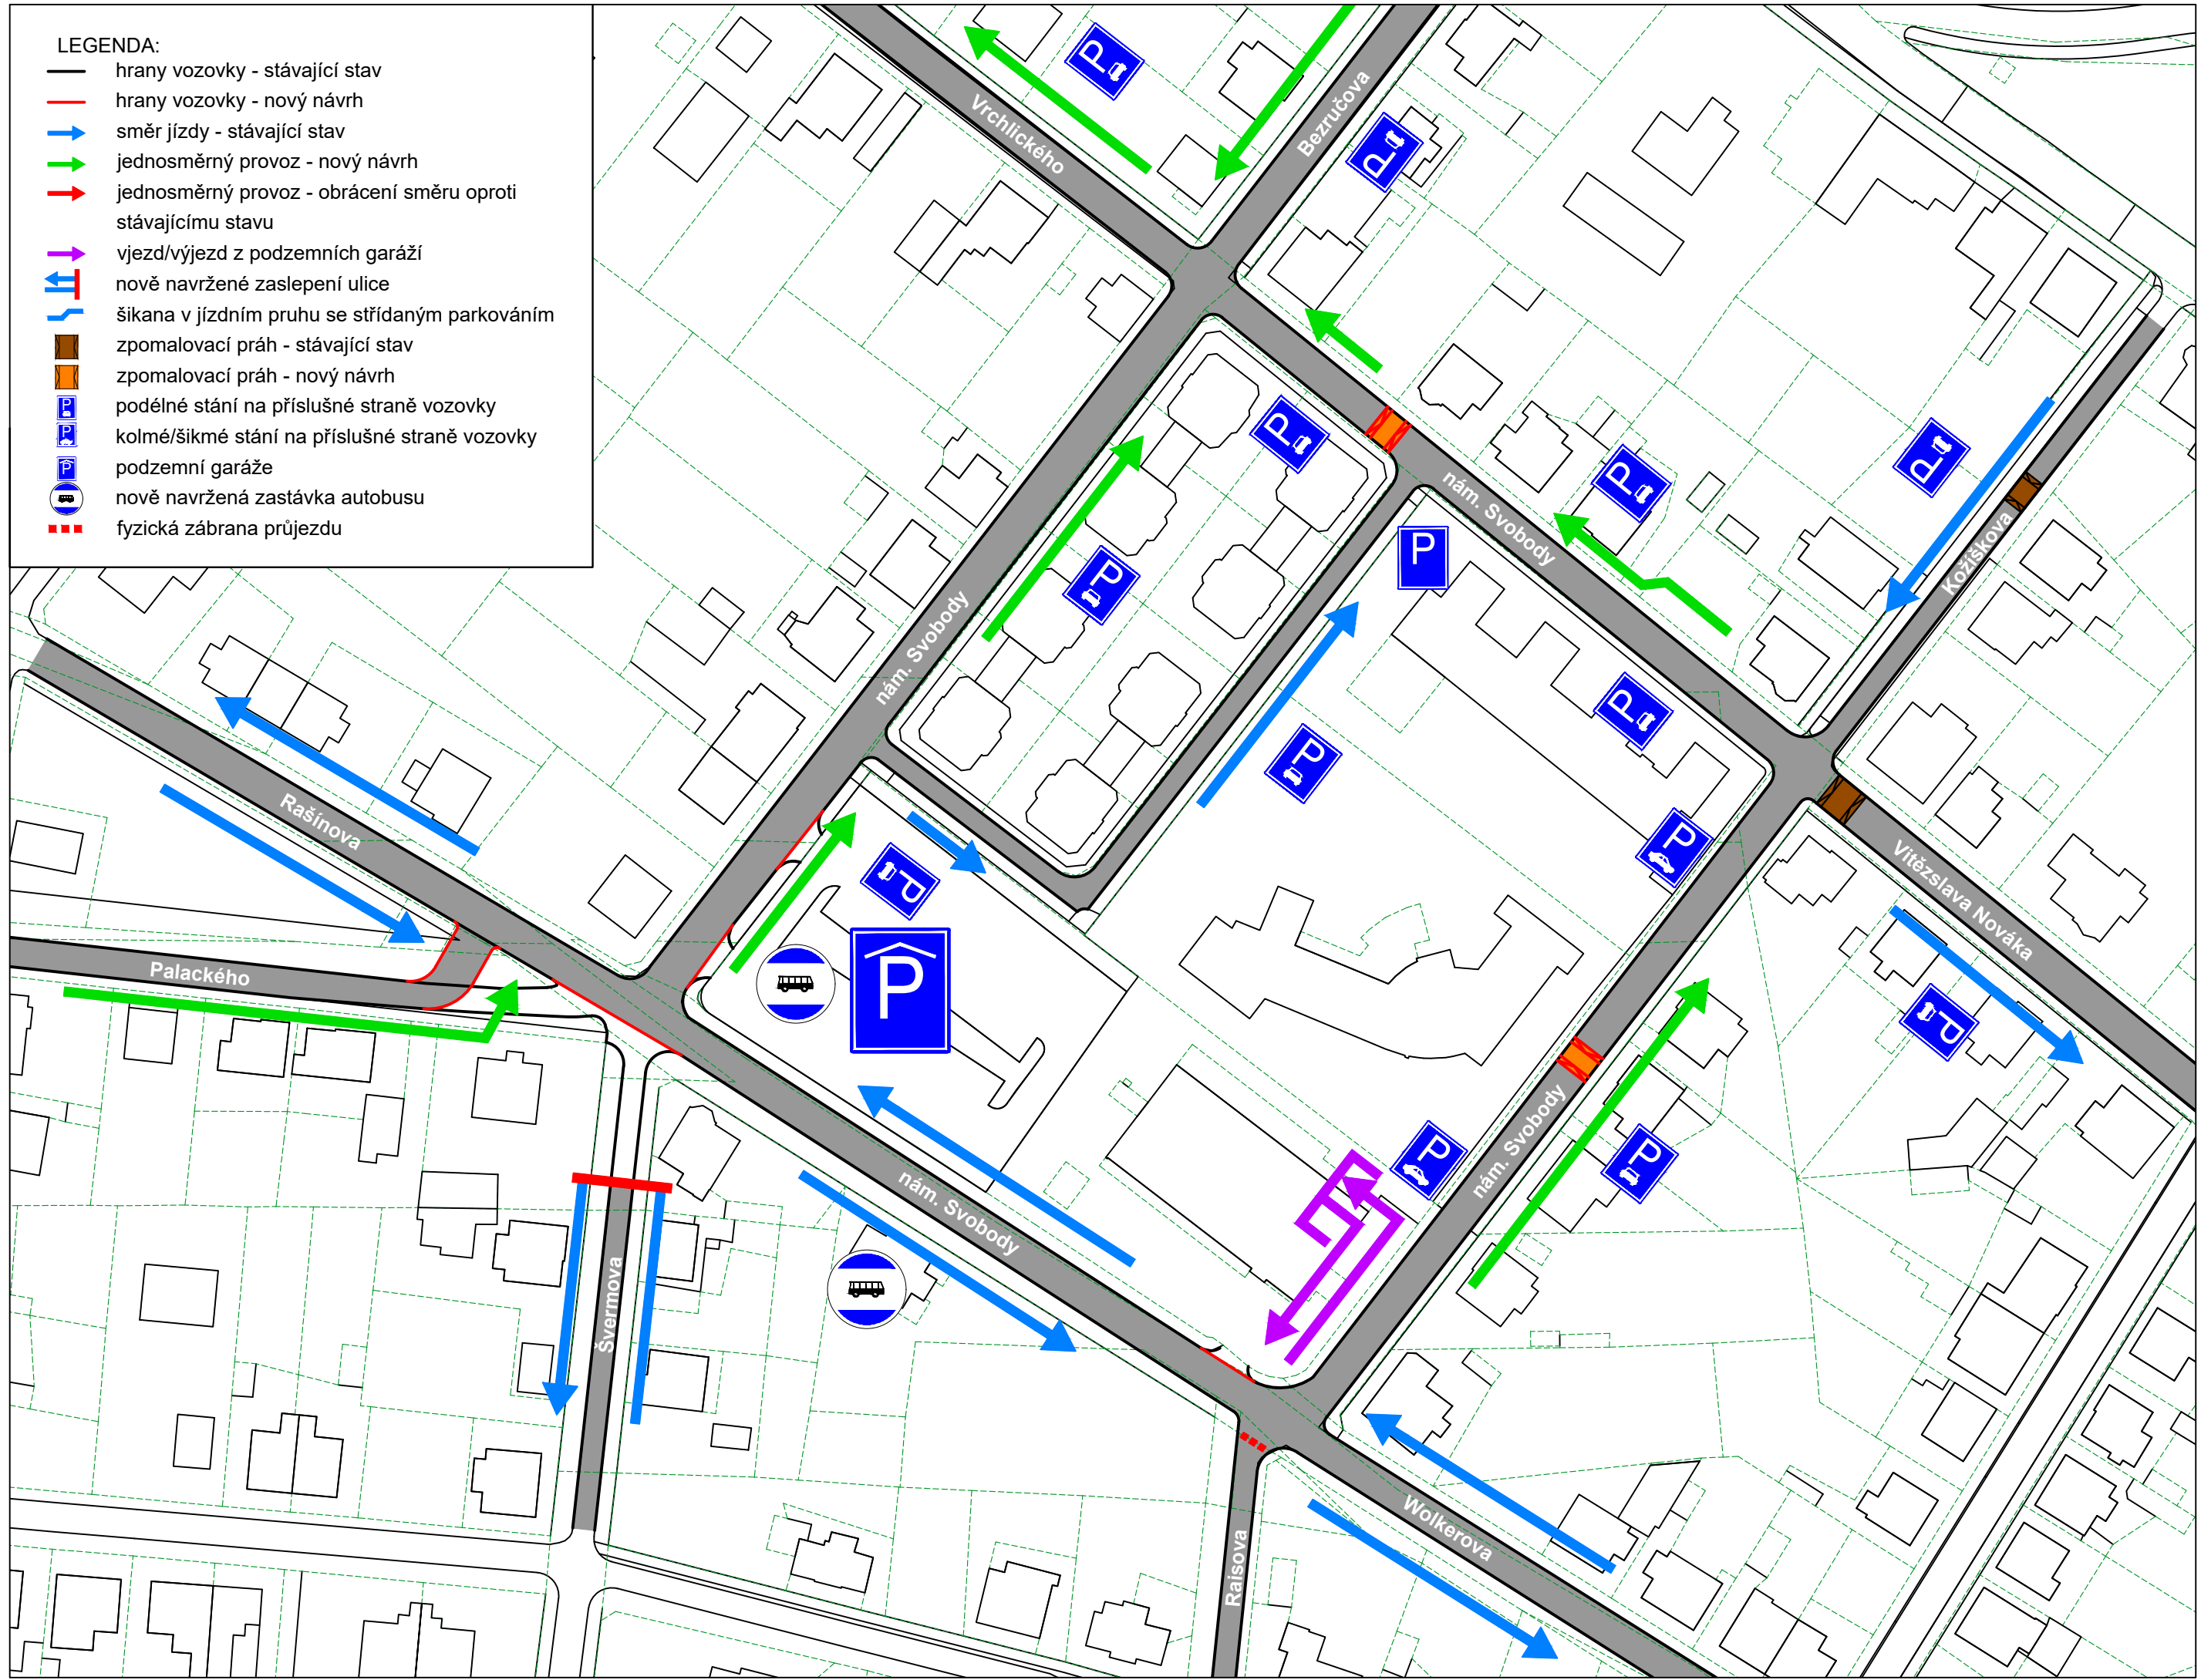 LEGENDA:
hrany vozovky - stávající stav
hrany vozovky - nový návrh
směr jízdy - stávající stav
jednosměrný provoz - nový návrh
jednosměrný provoz - obrácení směru oproti
stávajícímu stavu
vjezd/výjezd z podzemních garáží
nově navržené zaslepení ulice
šikana v jízdním pruhu se střídaným parkováním
zpomalovací práh - stávající stav
zpomalovací práh - nový návrh
P
podélné stání na příslušné straně vozovky
P
kolmé/šikmé stání na příslušné straně vozovky
P
podzemní garáže
nově navržená zastávka autobusu
fyzická zábrana průjezdu
P
Vrchlického
Bezručova
P
P
nám. Svobody
P
P
Kožíškova
P
P
nám. Svobody
P
P
P
Rašínova
P
P
Vítězslava Nováka
Palackého
P
P
nám. Svobody
P
P
nám. Svobody
Švermova
Wolkerova
Raisova